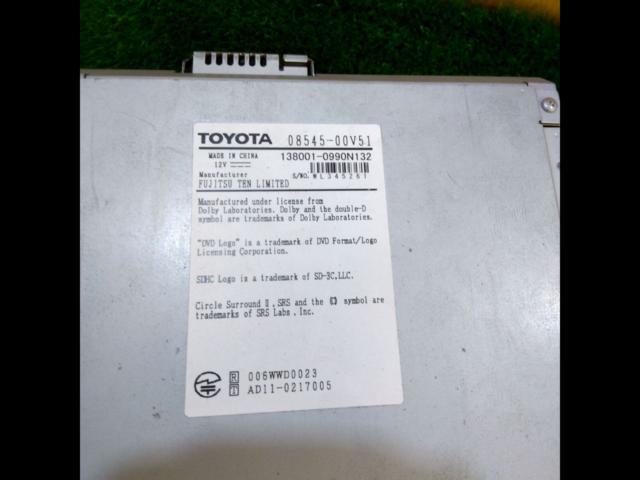 TOYOTA 08545-00V51
MADE IN CHINA 138001-0990N132
12V
Manufacturer S/NO. WL345261
FUJITSU TEN LIMITED
Manufactured under license from
Dolby Laboratories. Dolby and the double-D
symbol are trademarks of Dolby Laboratories.
"DVD Logo" is a trademark of DVD Format/Logo
Licensing Corporation.
SDHC Logo is a trademark of SD-3C,LLC.
Circle Surround Ⅱ, SRS and the symbol are
trademarks of SRS Labs, Inc.
R 006WWD0023
T AD11-0217005